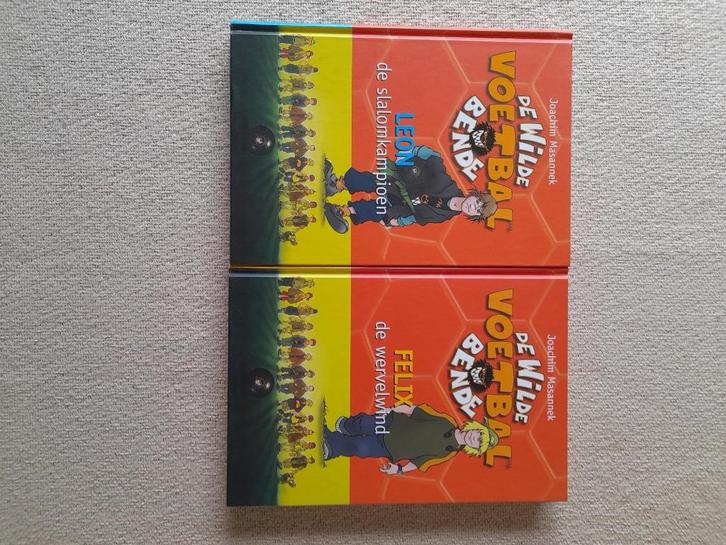 Joachim Masannek
DE WILDE
VOETBAL
BENDE
LEON
de slalomkampioen
Joachim Masannek
DE WILDE
VOETBAL
BENDE
FELIX
de wervelwind